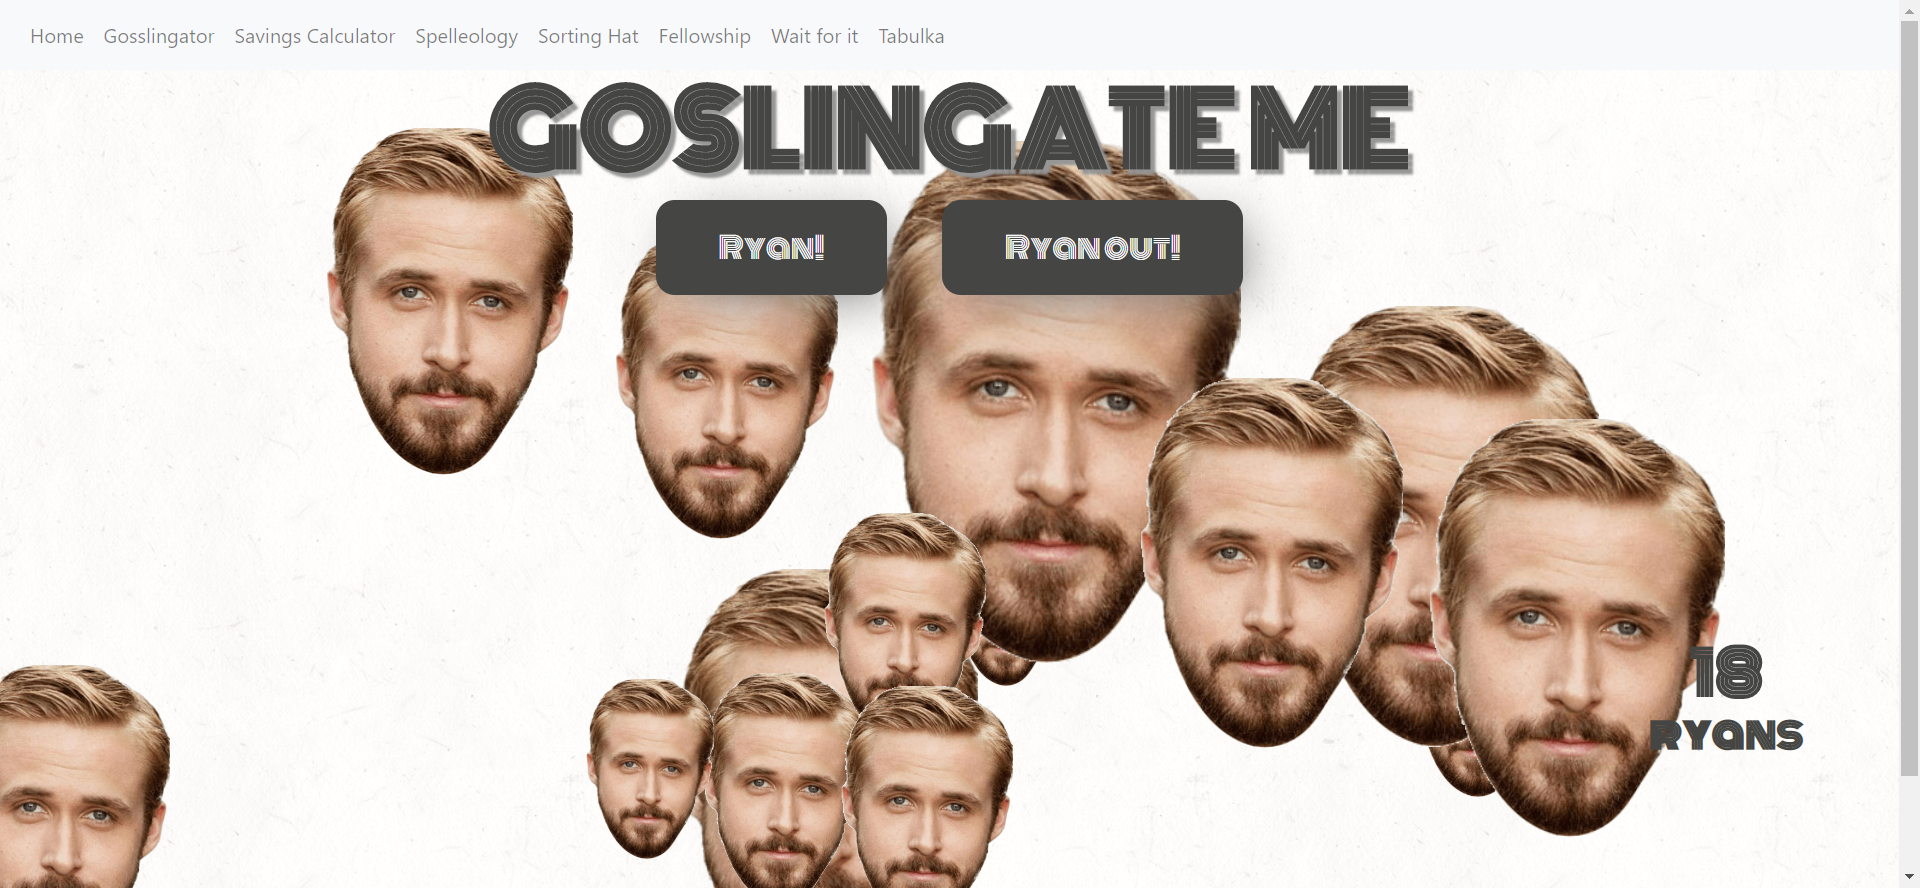 Home Gosslingator Savings Calculator Spelleology Sorting Hat Fellowship Wait for it Tabulka
GOSLINGATE ME
Ryan! Ryan out!
18
RYANS